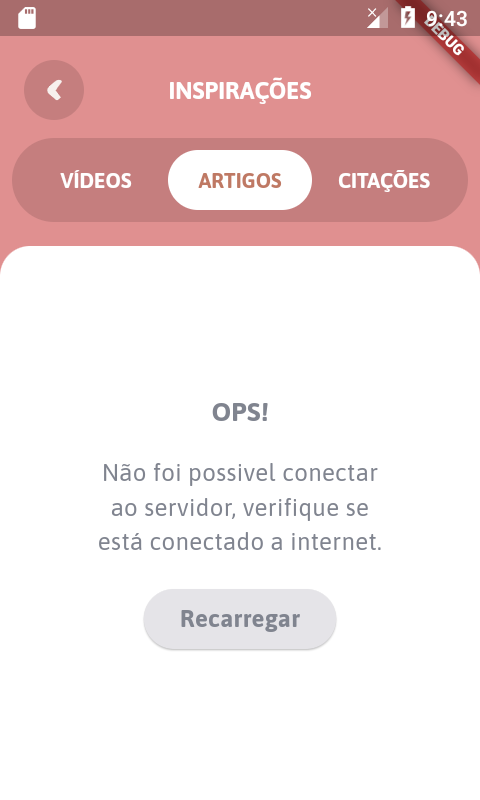 9:43
DEBUG
INSPIRAÇÕES
VÍDEOS ARTIGOS CITAÇÕES
OPS!
Não foi possivel conectar
ao servidor, verifique se
está conectado a internet.
Recarregar